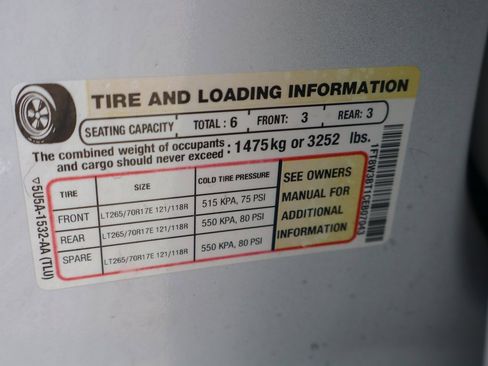 TIRE AND LOADING INFORMATION
SEATING CAPACITY TOTAL : 6 FRONT: 3 REAR: 3
The combined weight of occupants
and cargo should never exceed : 1475kg or 3252 lbs.
TIRE SIZE COLD TIRE PRESSURE
FRONT LT265/70R17E 121/118R 515 KPA, 75 PSI
REAR LT265/70R17E 121/118R 550 KPA, 80 PSI
SPARE LT265/70R17E 121/118R 550 KPA, 80 PSI
SEE OWNERS
MANUAL FOR
ADDITIONAL
INFORMATION
5U5A-1532-AA (TLU)